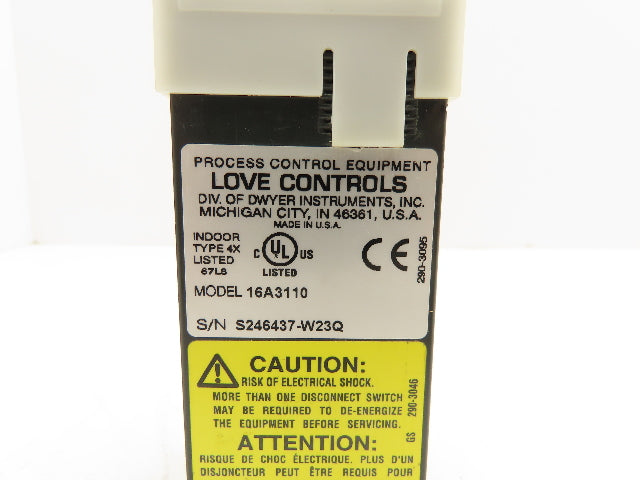 PROCESS CONTROL EQUIPMENT
LOVE CONTROLS
DIV. OF DWYER INSTRUMENTS, INC.
MICHIGAN CITY, IN 46361, U.S.A.
MADE IN U.S.A.
INDOOR
TYPE 4X
LISTED
67L6
C UL US
LISTED
CE
290-3095
MODEL 16A3110
S/N S246437-W23Q
CAUTION:
RISK OF ELECTRICAL SHOCK.
MORE THAN ONE DISCONNECT SWITCH
MAY BE REQUIRED TO DE-ENERGIZE
THE EQUIPMENT BEFORE SERVICING.
GS 290-3046
ATTENTION:
RISQUE DE CHOC ÉLECTRIQUE. PLUS D'UN
DISJONCTEUR PEUT ÊTRE REQUIS POUR